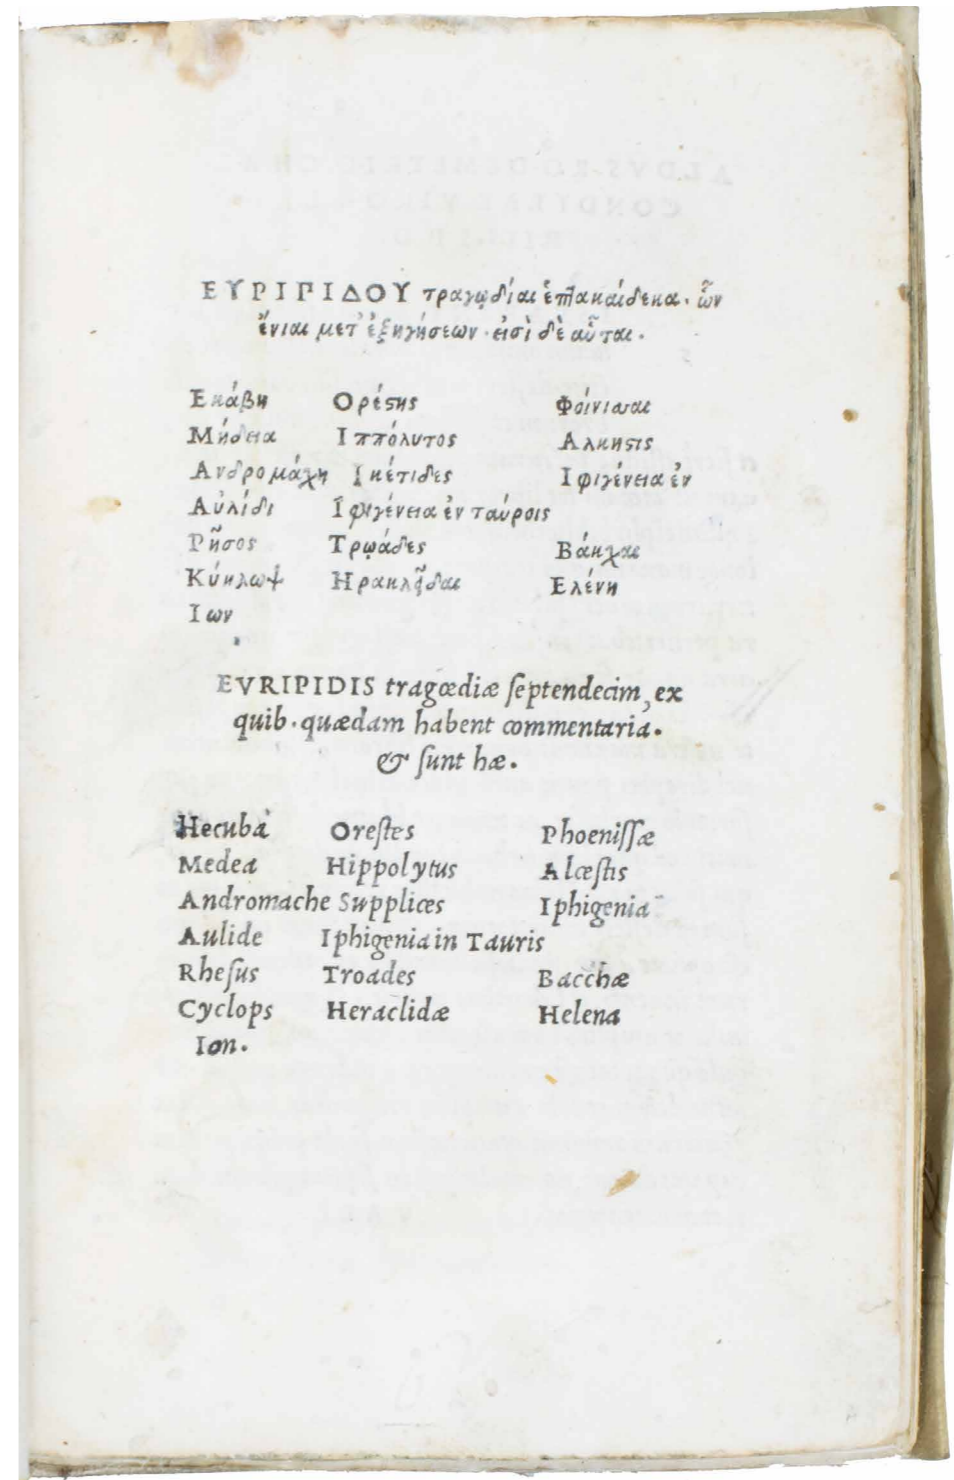 ΕΥΡΙΠΙΔΟΥ τραγῳδίαι ἑπτακαίδεκα. ὧν
ἔνιαι μετ' ἐξηγήσεων. εἰσὶ δὲ αὗται.
Εκάβη Ορέστης Φοίνισσαι
Μήδεια Ιππόλυτος Αλκηστις
Ανδρομάχη Ικέτιδες Ιφιγένεια ἐν
Αὐλίδι Ιφιγένεια ἐν ταύροις
Ρῆσος Τρῳάδες Βάκχαι
Κύκλωψ Ηρακλεῖδαι Ελένη
Ιων
EVRIPIDIS tragœdiæ septendecim, ex
quib. quædam habent commentaria.
& sunt hæ.
Hecuba Orestes Phoenissæ
Medea Hippolytus Alcestis
Andromache Supplices Iphigenia
Aulide Iphigenia in Tauris
Rhesus Troades Bacchæ
Cyclops Heraclidæ Helena
Ion.